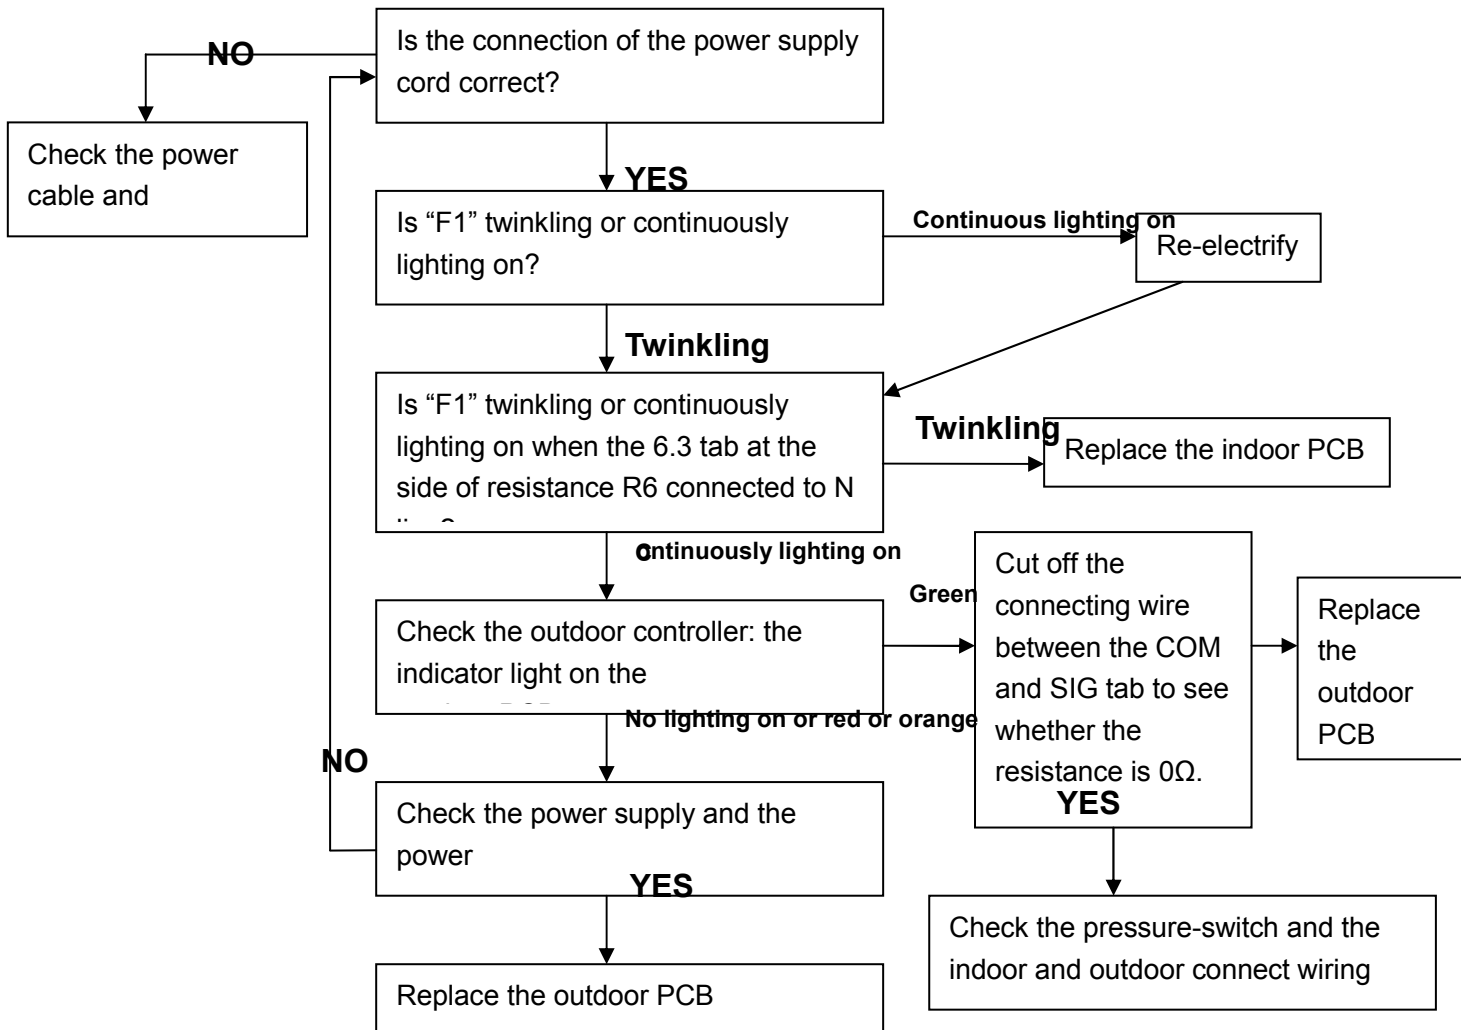 Is the connection of the power supply
cord correct?
NO
Check the power
cable and
YES
Is “F1” twinkling or continuously
lighting on?
Continuous lighting on
Re-electrify
Twinkling
Is “F1” twinkling or continuously
lighting on when the 6.3 tab at the
side of resistance R6 connected to N
Twinkling
Replace the indoor PCB
Continuously lighting on
Check the outdoor controller: the
indicator light on the
Green
Cut off the
connecting wire
between the COM
and SIG tab to see
whether the
resistance is 0Ω.
Replace
the
outdoor
PCB
No lighting on or red or orange
NO
YES
Check the power supply and the
power
YES
Check the pressure-switch and the
indoor and outdoor connect wiring
Replace the outdoor PCB